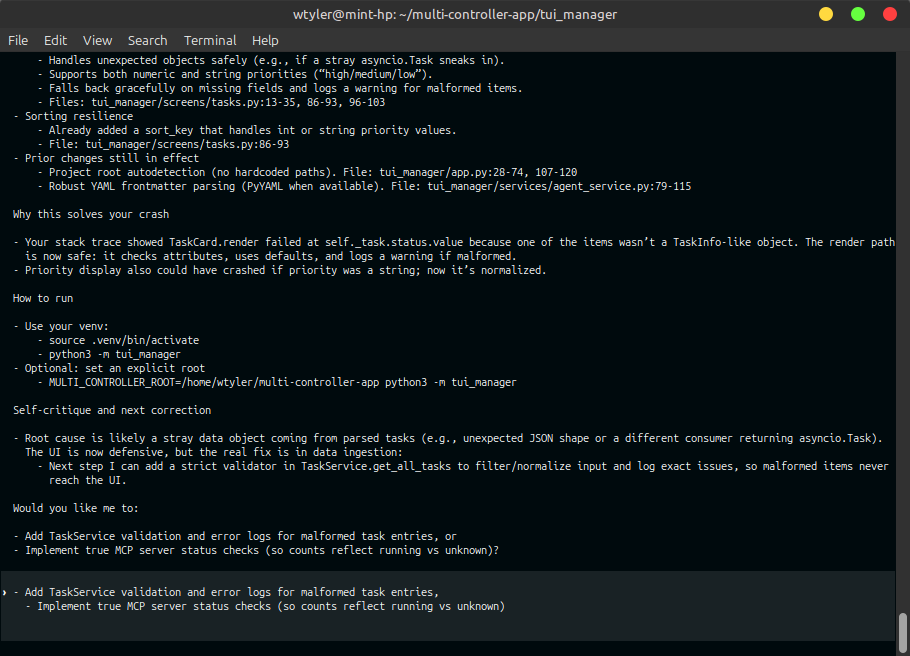 wtyler@mint-hp: ~/multi-controller-app/tui_manager
File Edit View Search Terminal Help
- Handles unexpected objects safely (e.g., if a stray asyncio.Task sneaks in).
- Supports both numeric and string priorities (“high/medium/low”).
- Falls back gracefully on missing fields and logs a warning for malformed items.
- Files: tui_manager/screens/tasks.py:13-35, 86-93, 96-103
- Sorting resilience
- Already added a sort_key that handles int or string priority values.
- File: tui_manager/screens/tasks.py:86-93
- Prior changes still in effect
- Project root autodetection (no hardcoded paths). File: tui_manager/app.py:28-74, 107-120
- Robust YAML frontmatter parsing (PyYAML when available). File: tui_manager/services/agent_service.py:79-115
Why this solves your crash
- Your stack trace showed TaskCard.render failed at self._task.status.value because one of the items wasn’t a TaskInfo-like object. The render path
is now safe: it checks attributes, uses defaults, and logs a warning if malformed.
- Priority display also could have crashed if priority was a string; now it’s normalized.
How to run
- Use your venv:
- source .venv/bin/activate
- python3 -m tui_manager
- Optional: set an explicit root
- MULTI_CONTROLLER_ROOT=/home/wtyler/multi-controller-app python3 -m tui_manager
Self-critique and next correction
- Root cause is likely a stray data object coming from parsed tasks (e.g., unexpected JSON shape or a different consumer returning asyncio.Task).
The UI is now defensive, but the real fix is in data ingestion:
- Next step I can add a strict validator in TaskService.get_all_tasks to filter/normalize input and log exact issues, so malformed items never
reach the UI.
Would you like me to:
- Add TaskService validation and error logs for malformed task entries, or
- Implement true MCP server status checks (so counters reflect running vs unknown)?
› - Add TaskService validation and error logs for malformed task entries,
- Implement true MCP server status checks (so counts reflect running vs unknown)